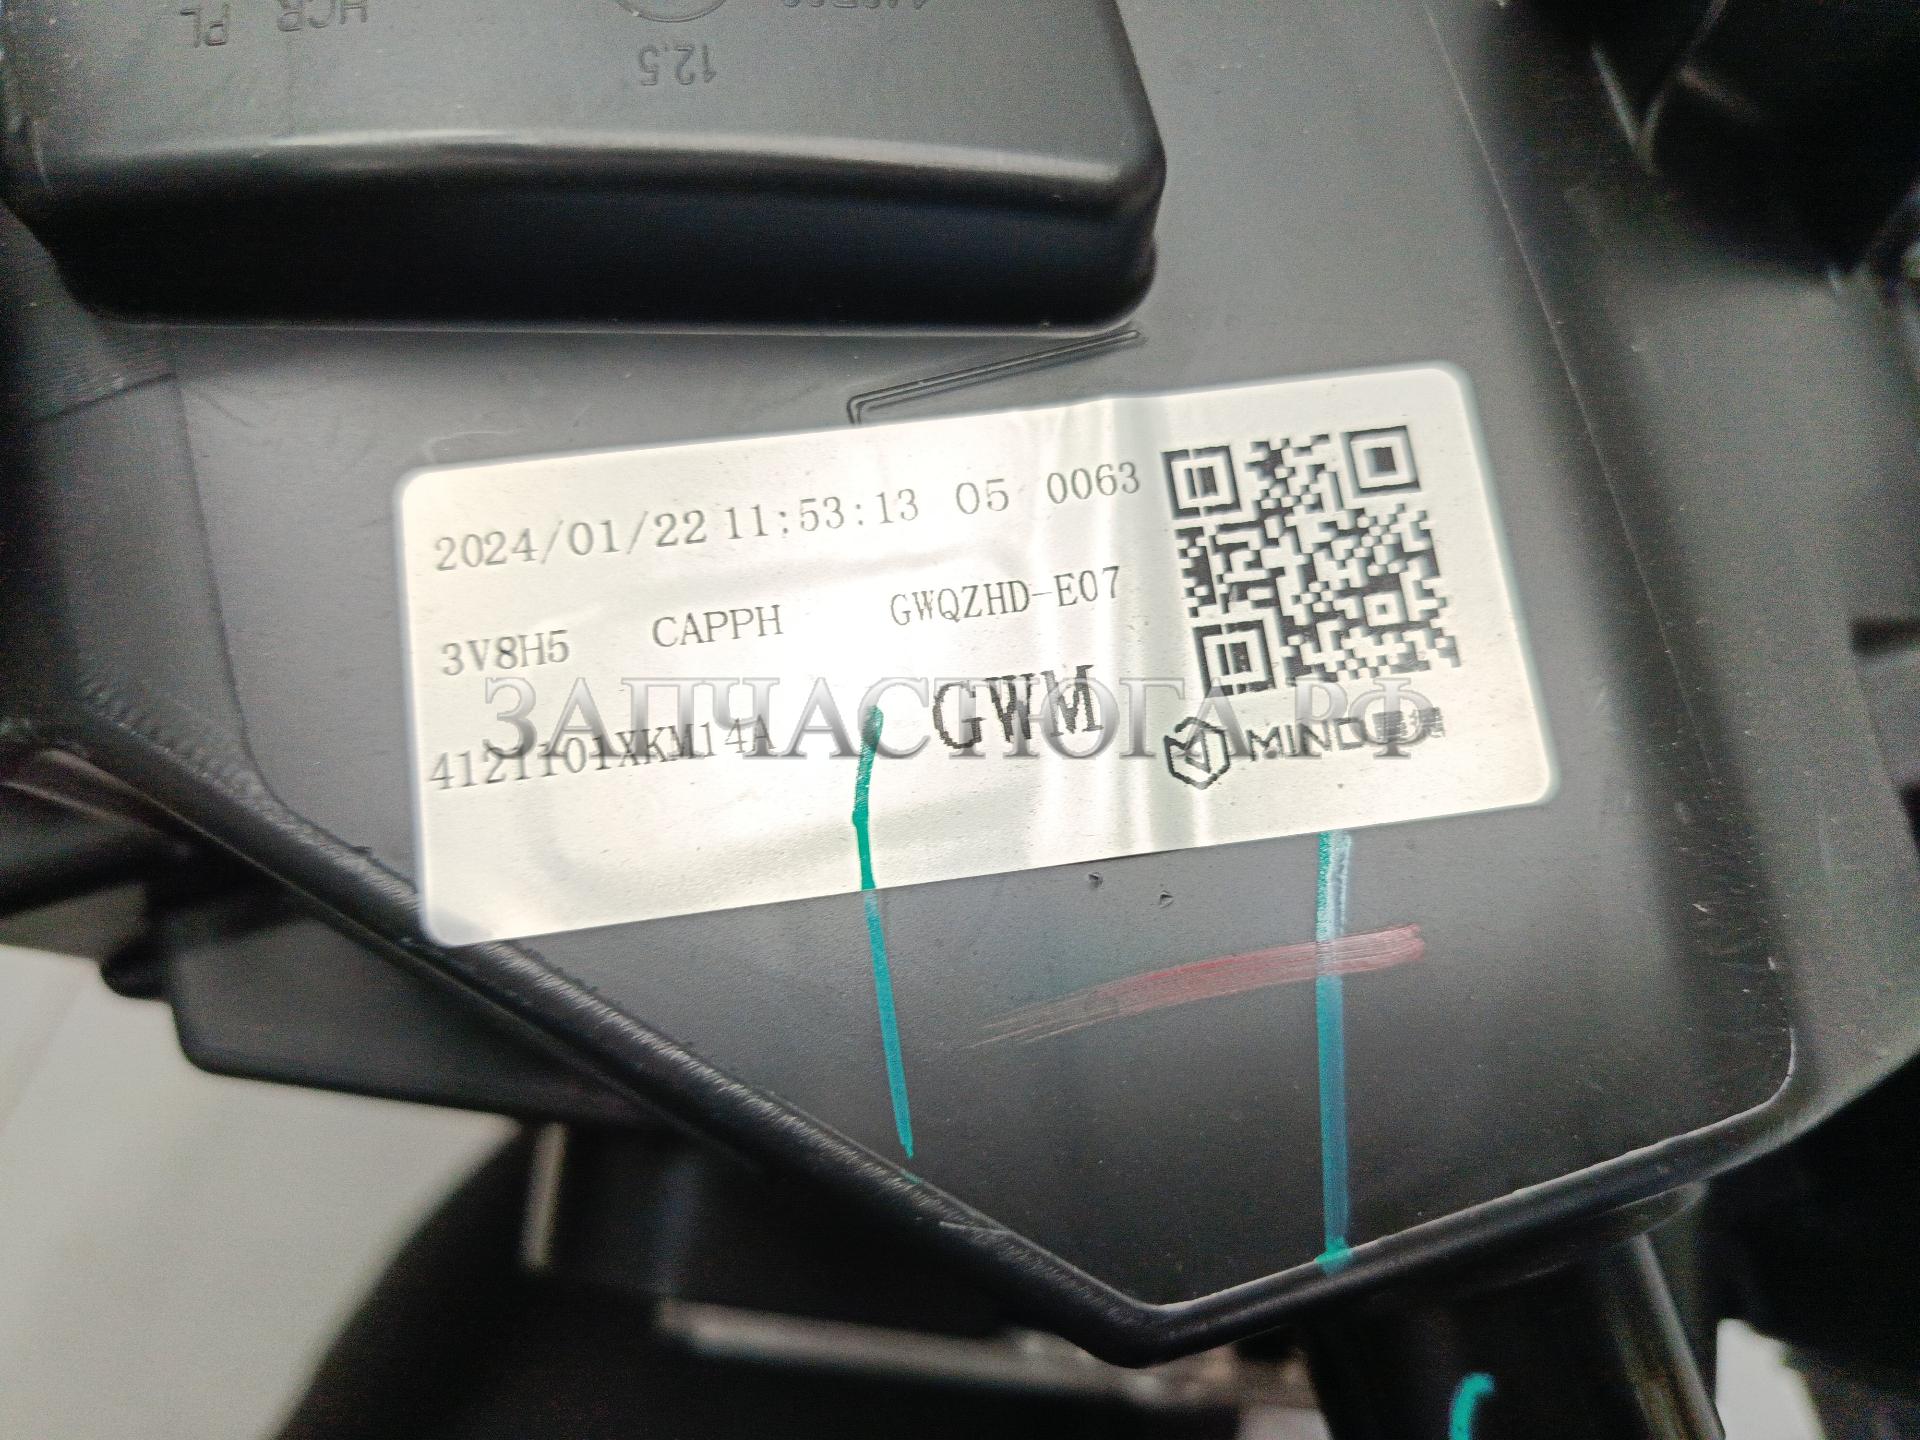 HCR PL
12.5
2024/01/22 11:53:13 05 0063
3V8H5 CAPPH GWQZHD-E07
4121101XKM14A GWM
MIND
ЗАПЧАСТЮГА.РФ